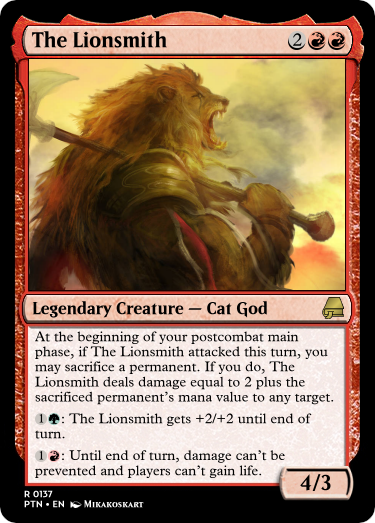 The Lionsmith 2
Legendary Creature — Cat God
At the beginning of your postcombat main
phase, if The Lionsmith attacked this turn, you
may sacrifice a permanent. If you do, The
Lionsmith deals damage equal to 2 plus the
sacrificed permanent's mana value to any target.
1: The Lionsmith gets +2/+2 until end of
turn.
1: Until end of turn, damage can't be
prevented and players can't gain life.
4/3
R 0137
PTN • EN Mikakoskart